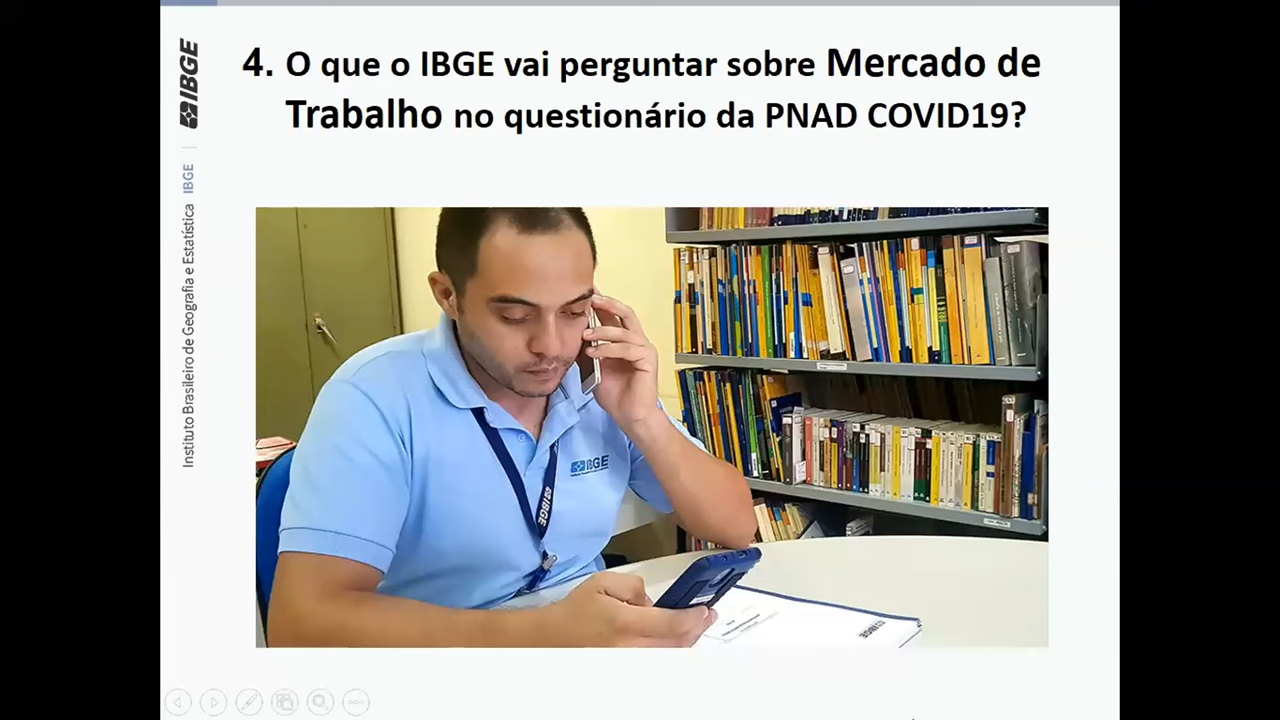 4. O que o IBGE vai perguntar sobre Mercado de
Trabalho no questionário da PNAD COVID19?
IBGE
Instituto Brasileiro de Geografia e Estatística IBGE
IBGE
IBGE
IBGE